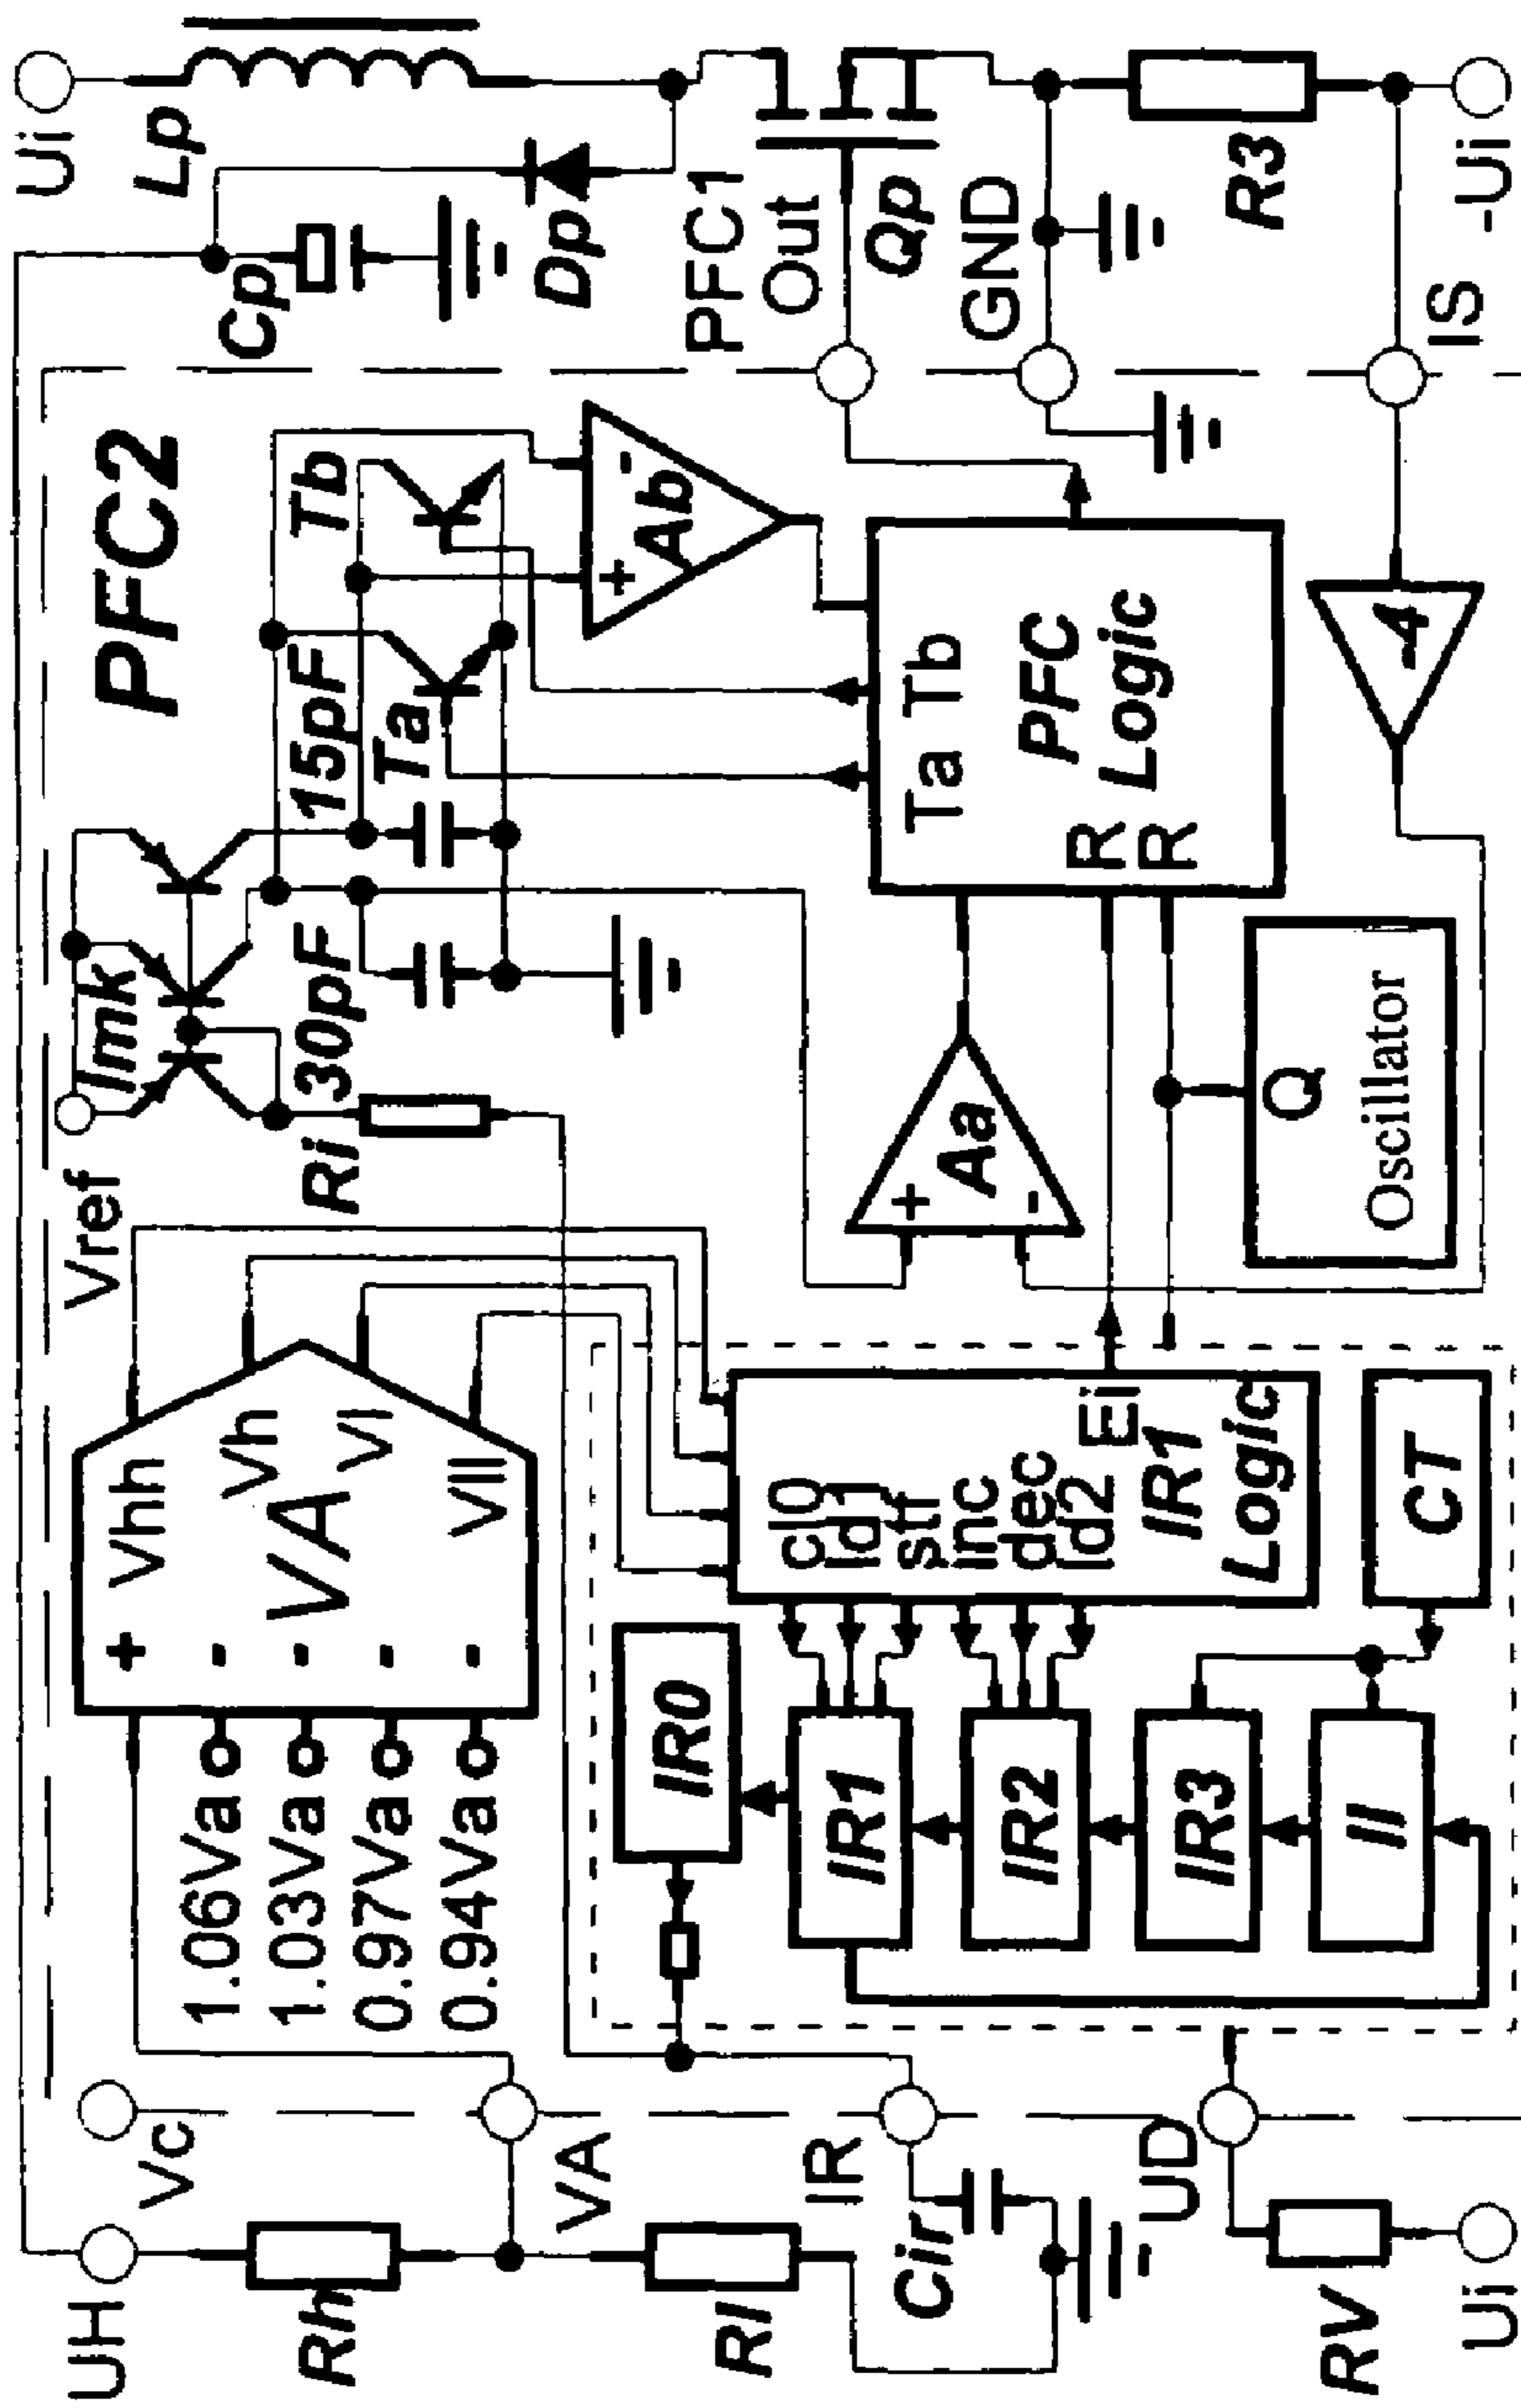 PFC2
UH
Vc
Rh
VA
Rl
IR
Cir
UD
RV
Ui
1.06Va
1.03Va
0.97Va
0.94Va
+
-
-
-
-
VA
Vhh
Vh
Vl
Vll
Vref
Imk
Ri
30pF
15pF
Ta
Tb
+
-
Ab
IR0
IR1
IR2
IR3
II
cl0
ld1
stf
inc
dec
ld2
Ei
IR1
Logic
CT
+
-
Aa
Q
Oscillator
Ta Tb
R
R
PFC
Logic
-4
Ui
Lp
Cp
Dp
PFC1
Out
Qp
GND
R3
IS
-Ui